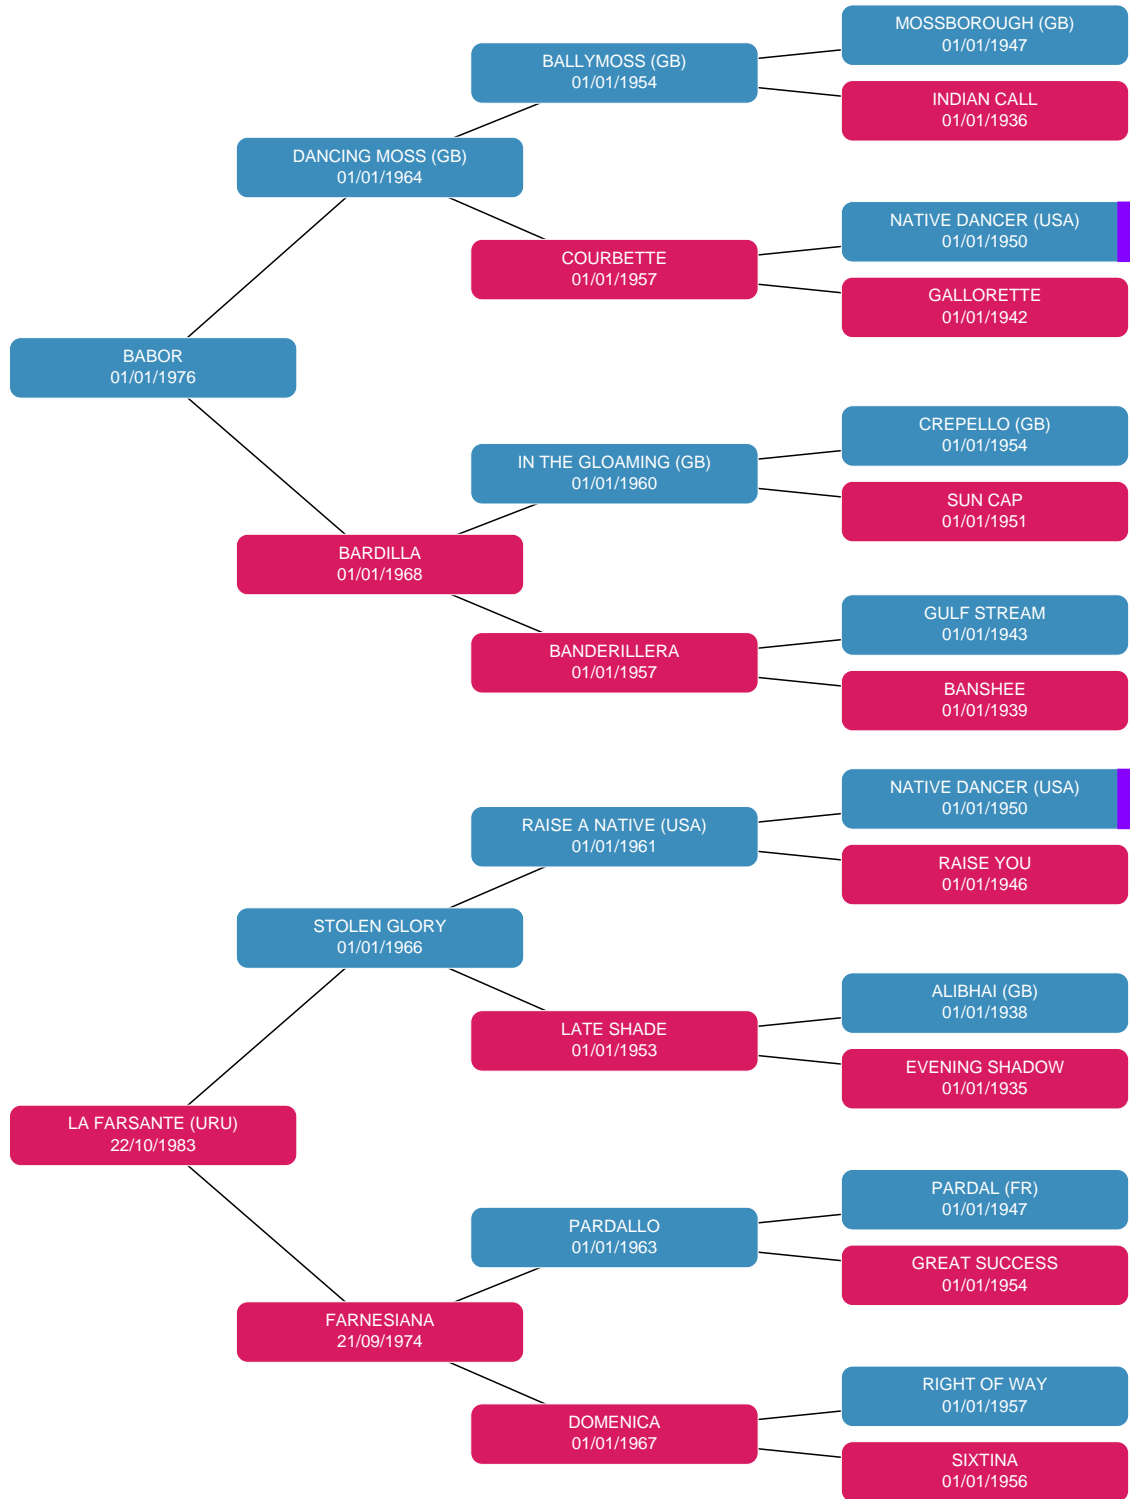 MOSSBOROUGH (GB)
01/01/1947
BALLYMOSS (GB)
01/01/1954
INDIAN CALL
01/01/1936
DANCING MOSS (GB)
01/01/1964
NATIVE DANCER (USA)
01/01/1950
COURBETTE
01/01/1957
GALLORETTE
01/01/1942
BABOR
01/01/1976
CREPELLO (GB)
01/01/1954
IN THE GLOAMING (GB)
01/01/1960
SUN CAP
01/01/1951
BARDILLA
01/01/1968
GULF STREAM
01/01/1943
BANDERILLERA
01/01/1957
BANSHEE
01/01/1939
NATIVE DANCER (USA)
01/01/1950
RAISE A NATIVE (USA)
01/01/1961
RAISE YOU
01/01/1946
STOLEN GLORY
01/01/1966
ALIBHAI (GB)
01/01/1938
LATE SHADE
01/01/1953
EVENING SHADOW
01/01/1935
LA FARSANTE (URU)
22/10/1983
PARDAL (FR)
01/01/1947
PARDALLO
01/01/1963
GREAT SUCCESS
01/01/1954
FARNESIANA
21/09/1974
RIGHT OF WAY
01/01/1957
DOMENICA
01/01/1967
SIXTINA
01/01/1956